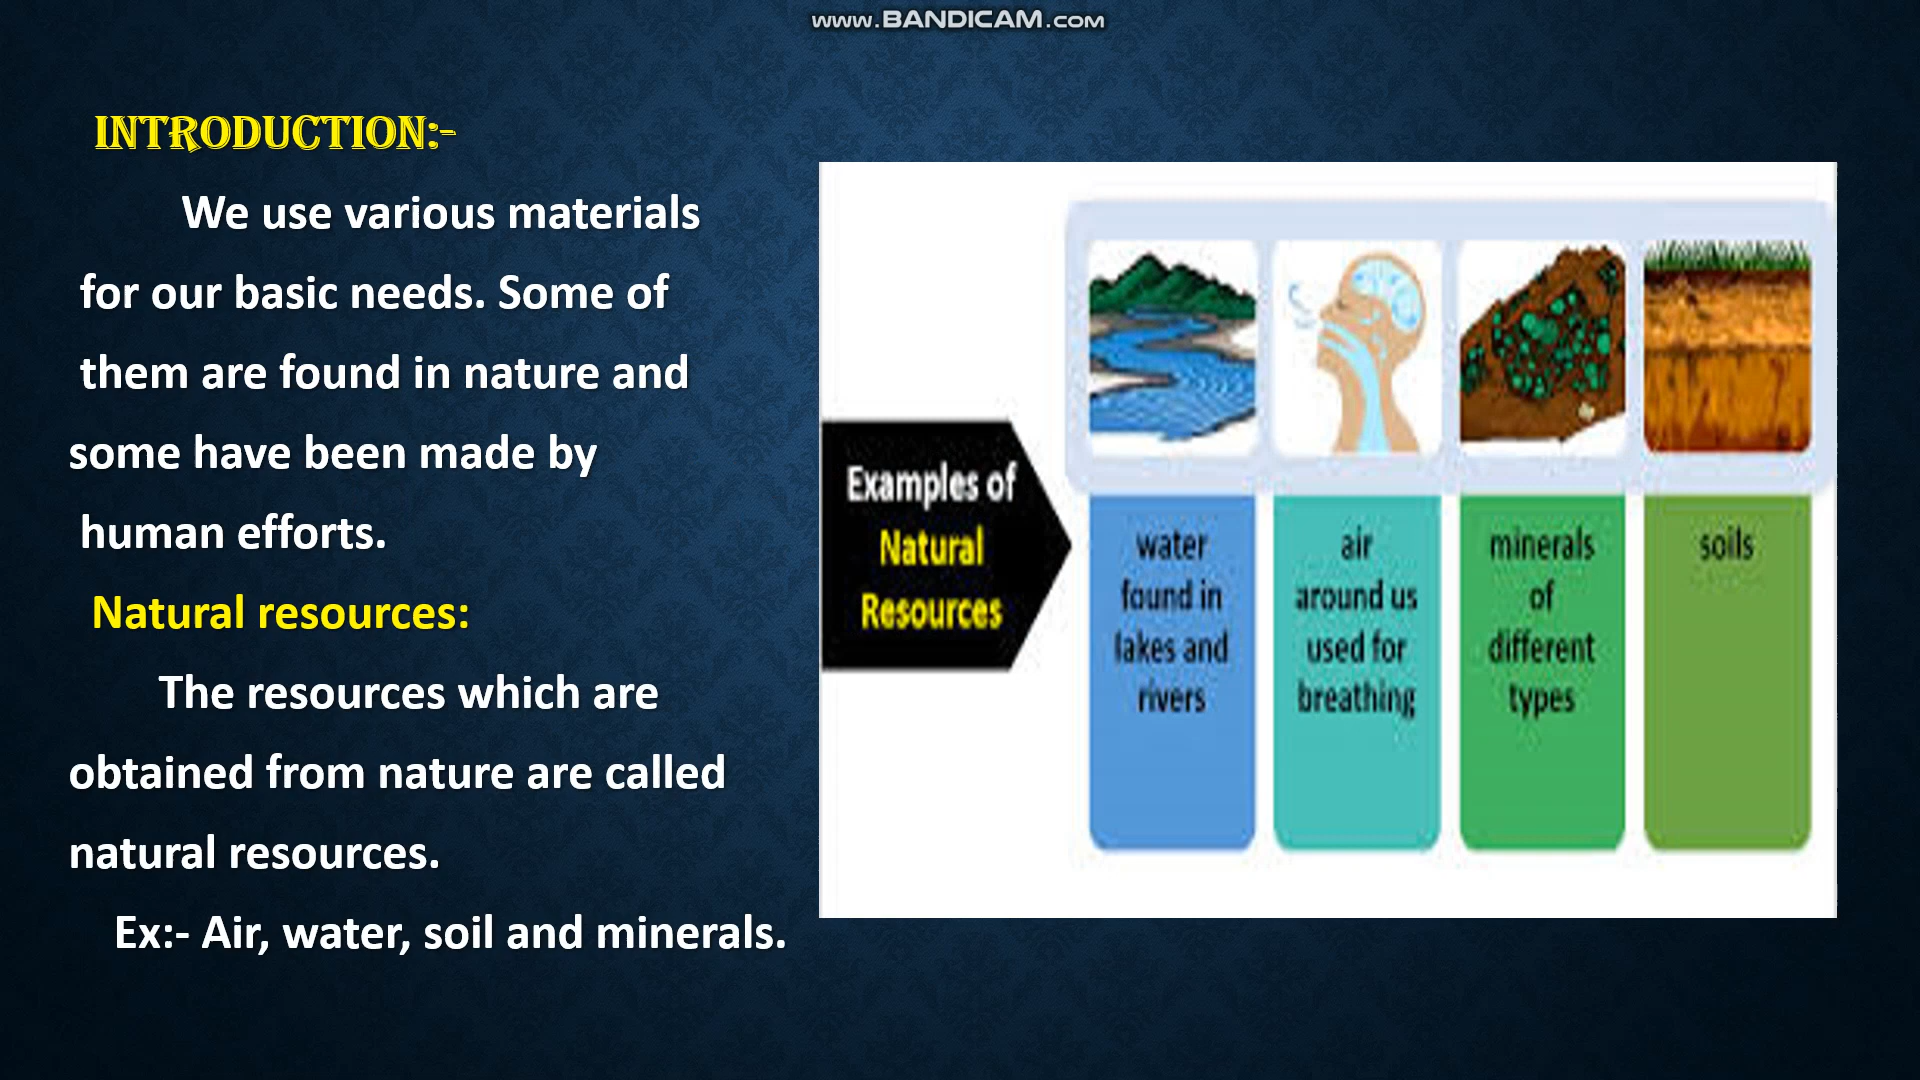 www.BANDICAM.com
INTRODUCTION:-
We use various materials
for our basic needs. Some of
them are found in nature and
some have been made by
human efforts.
Natural resources:
The resources which are
obtained from nature are called
natural resources.
Ex:- Air, water, soil and minerals.
Examples of
Natural
Resources
water
found in
lakes and
rivers
air
around us
used for
breathing
minerals
of
different
types
soils